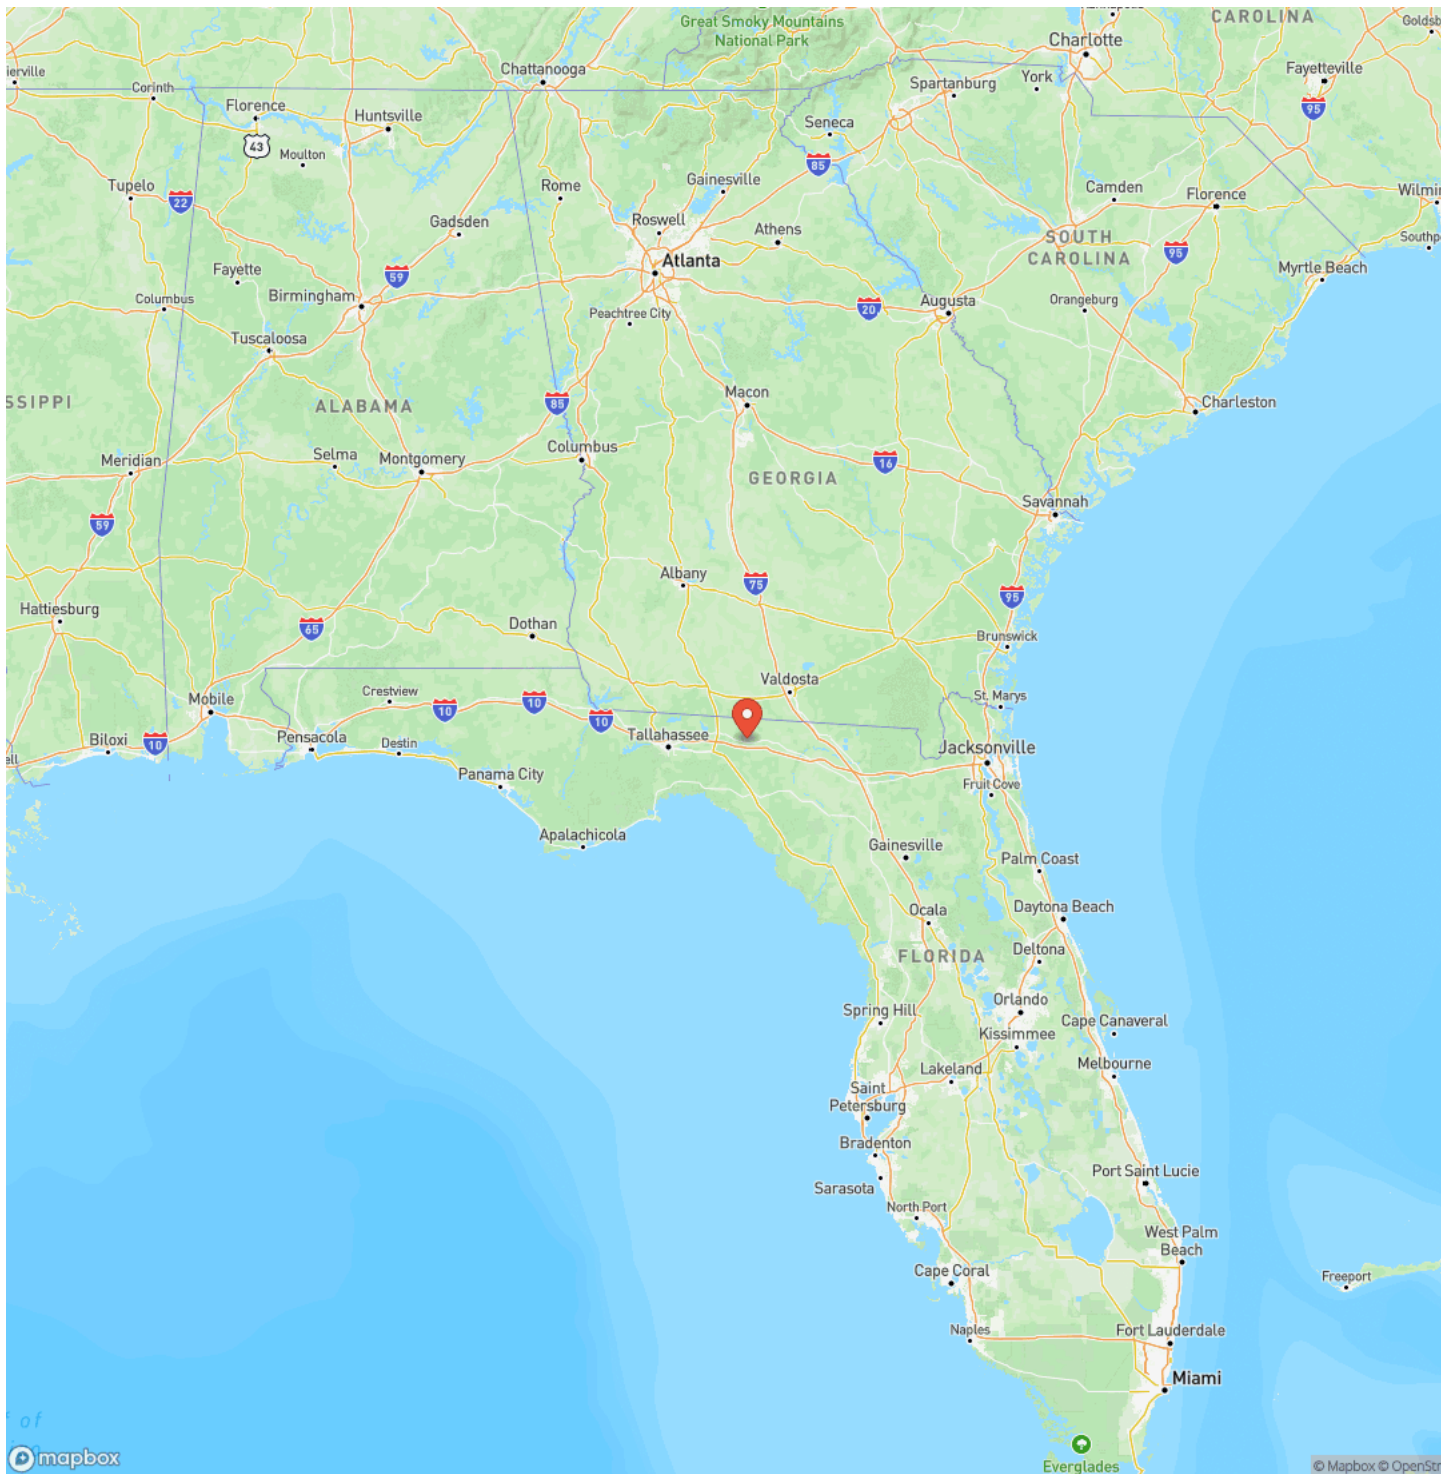 Great Smoky Mountains
National Park
CAROLINA
Charlotte
Chattanooga
Spartanburg
York
Fayetteville
ierville
Corinth
Florence
Huntsville
95
43
Seneca
Moulton
85
Tupelo
22
Rome
Gainesville
Camden
Florence
Gadsden
Roswell
Athens
SOUTH
CAROLINA
95
Atlanta
Fayette
59
Myrtle Beach
Columbus
Birmingham
Peachtree City
20
Augusta
Orangeburg
Tuscaloosa
Macon
SSIPPI
ALABAMA
85
Charleston
Meridian
Selma
Montgomery
Columbus
GEORGIA
16
Savannah
59
Albany
75
95
Hattiesburg
65
Dothan
Brunswick
Valdosta
Crestview
St. Marys
Mobile
10
10
10
Biloxi
10
Pensacola
Destin
Tallahassee
Jacksonville
ell
Panama City
Fruit Cove
Apalachicola
Gainesville
Palm Coast
Ocala
Daytona Beach
FLORIDA
Deltona
Spring Hill
Orlando
Cape Canaveral
Kissimmee
Lakeland
Melbourne
Saint
Petersburg
Bradenton
Port Saint Lucie
Sarasota
North Port
West Palm
Beach
Cape Coral
Freeport
Naples
Fort Lauderdale
Miami
of
mapbox
Everglades
© Mapbox © OpenStr